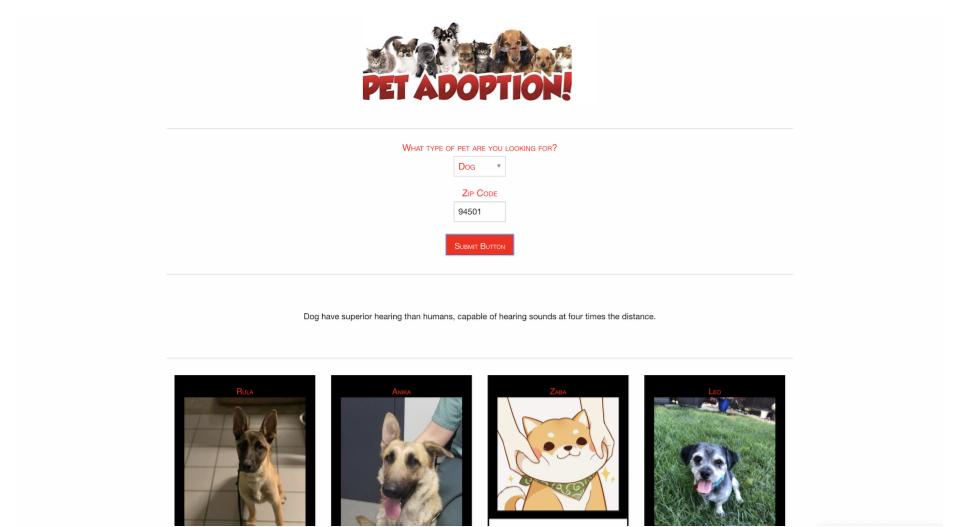 PET ADOPTION!
What type of pet are you looking for?
Dog
Zip Code
94501
Submit Button
Dog have superior hearing than humans, capable of hearing sounds at four times the distance.
Rula
Anika
Zaba
Leo